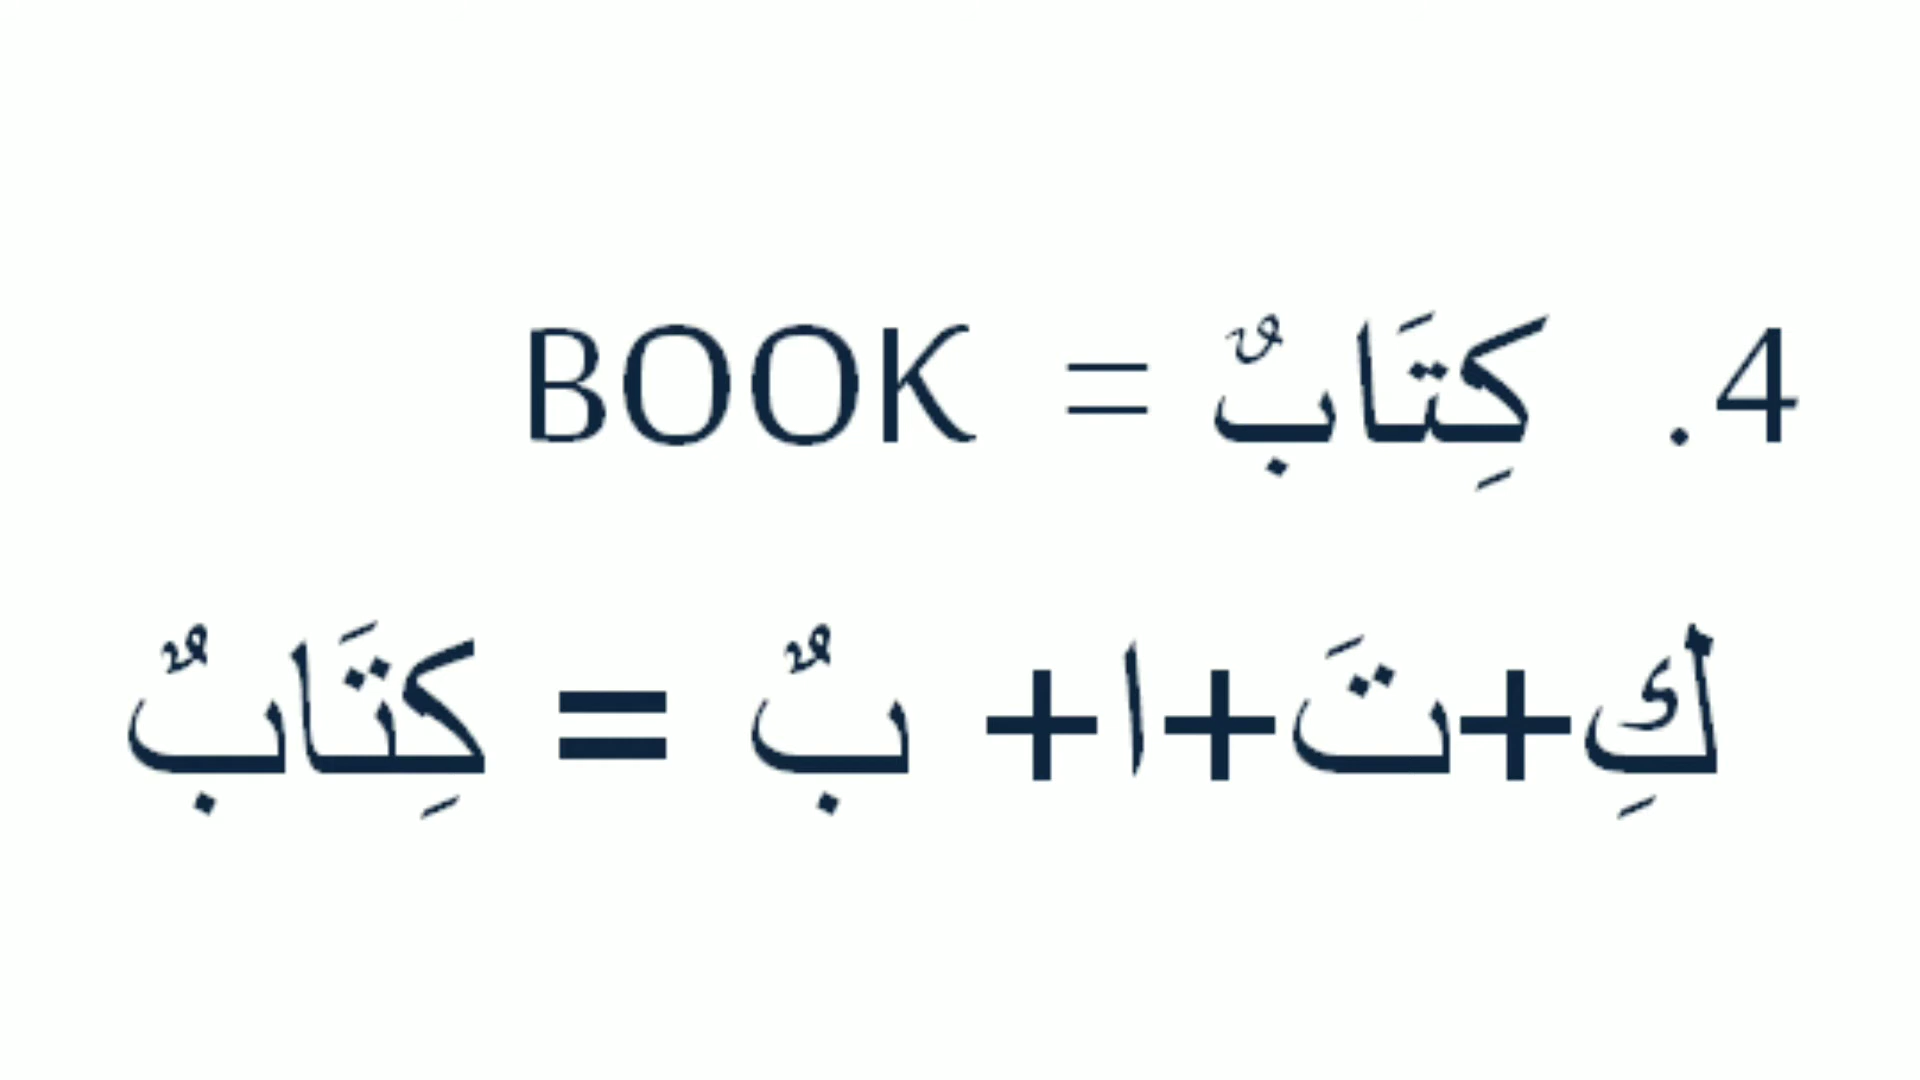 4. كِتَابٌ = BOOK
كِ+تَ+ا+ بٌ = كِتَابٌ